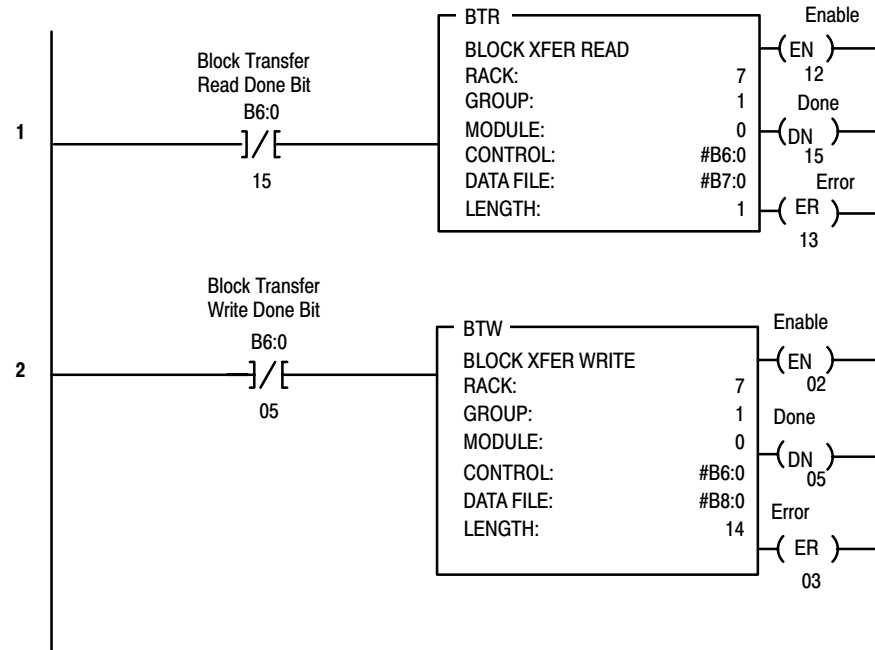 BTR
Enable
Block Transfer
Read Done Bit
B6:0
1
]/[
15
BLOCK XFER READ
RACK: 7
GROUP: 1
MODULE: 0
CONTROL: #B6:0
DATA FILE: #B7:0
LENGTH: 1
(EN)
12
Done
(DN)
15
Error
(ER)
13
Block Transfer
Write Done Bit
B6:0
2
]/[
05
BTW
BLOCK XFER WRITE
RACK: 7
GROUP: 1
MODULE: 0
CONTROL: #B6:0
DATA FILE: #B8:0
LENGTH: 14
Enable
(EN)
02
Done
(DN)
05
Error
(ER)
03